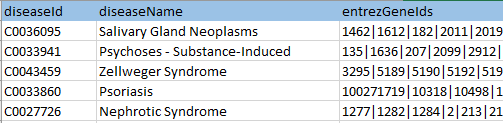 diseaseId diseaseName entrezGeneIds
C0036095 Salivary Gland Neoplasms 1462|1612|182|2011|2019
C0033941 Psychoses - Substance-Induced 135|1636|207|2099|2912|
C0043459 Zellweger Syndrome 3295|5189|5190|5192|519
C0033860 Psoriasis 100271719|10318|10498|1
C0027726 Nephrotic Syndrome 1277|1282|1284|2|213|21